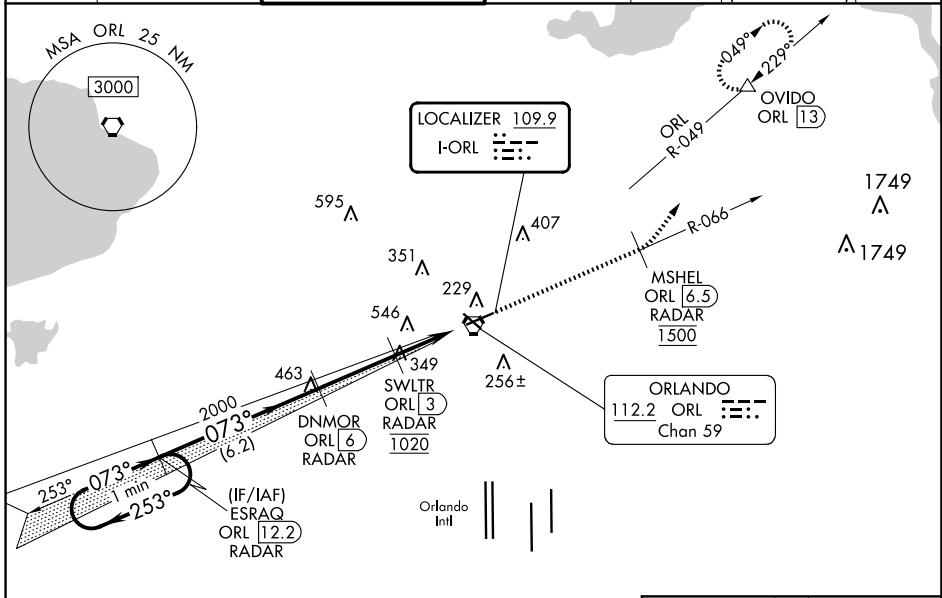 MSA ORL 25 NM
3000
049°
229°
OVIDO
ORL 13
ORL
R-049
LOCALIZER 109.9
I-ORL
1749
1749
595
407
351
R-066
229
MSHEL
ORL 6.5
RADAR
1500
546
349
463
256±
SWLTR
ORL 3
RADAR
1020
ORLANDO
112.2 ORL
Chan 59
2000
073°
(6.2)
DNMOR
ORL 6
RADAR
253°
073°
1 min
253°
(IF/IAF)
ESRAQ
ORL 12.2
RADAR
Orlando
Intl